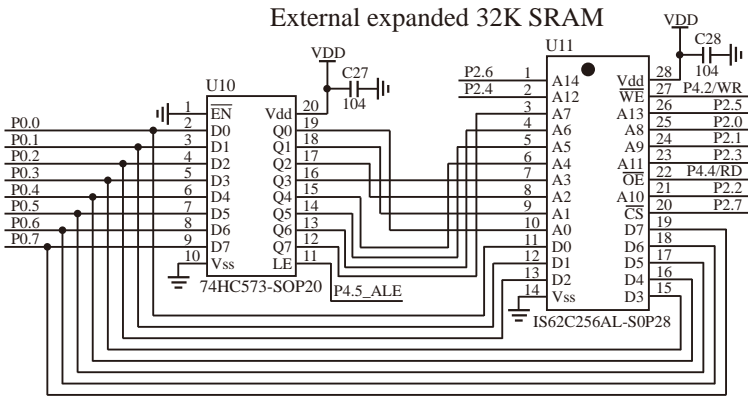 External expanded 32K SRAM
VDD
C27
104
U10
1 EN Vdd 20
P0.0 2 D0 Q0 19
P0.1 3 D1 Q1 18
P0.2 4 D2 Q2 17
P0.3 5 D3 Q3 16
P0.4 6 D4 Q4 15
P0.5 7 D5 Q5 14
P0.6 8 D6 Q6 13
P0.7 9 D7 Q7 12
10 Vss LE 11
P4.5_ALE
74HC573-SOP20
VDD
C28
104
U11
P2.6 1 A14 Vdd 28
P2.4 2 A12 WE 27 P4.2/WR
3 A7 A13 26 P2.5
4 A6 A8 25 P2.0
5 A5 A9 24 P2.1
6 A4 A11 23 P2.3
7 A3 OE 22 P4.4/RD
8 A2 A10 21 P2.2
9 A1 CS 20 P2.7
10 A0 D7 19
11 D0 D6 18
12 D1 D5 17
13 D2 D4 16
14 Vss D3 15
IS62C256AL-S0P28